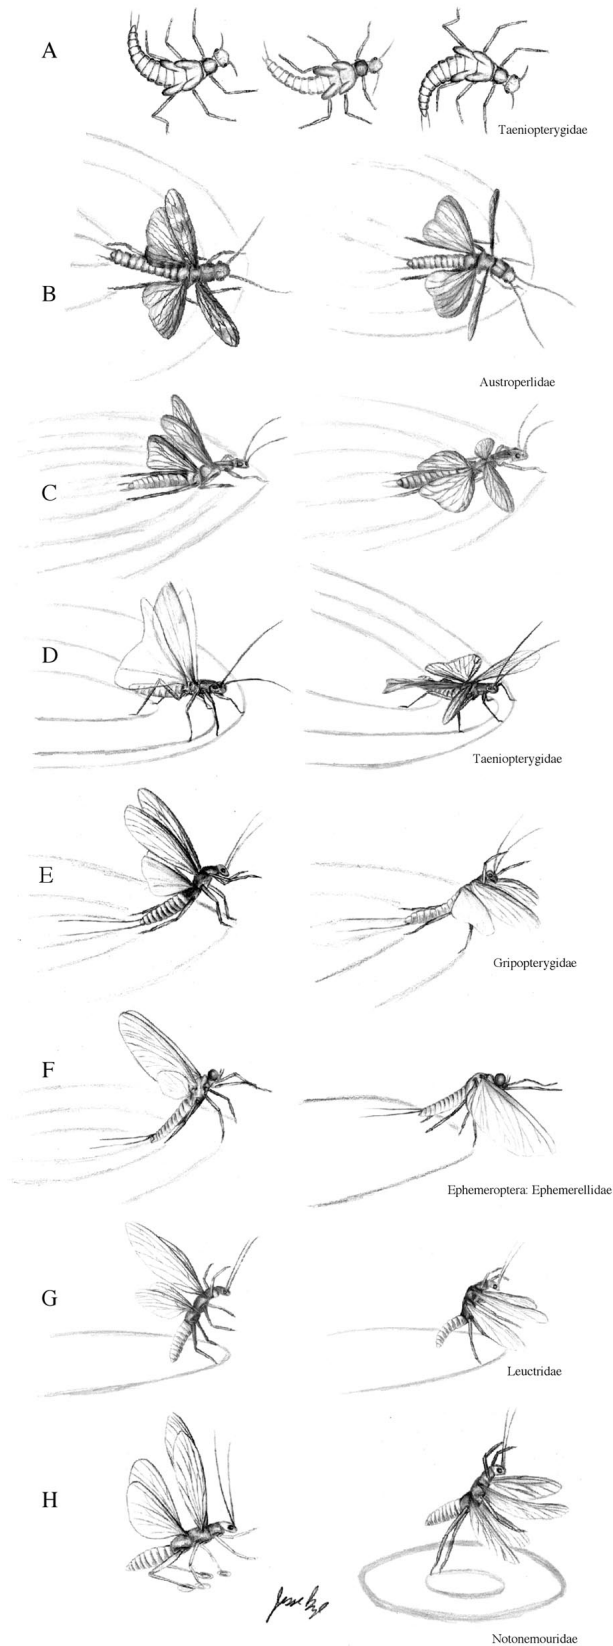 A
Taeniopterygidae
B
Austroperlidae
C
D
Taeniopterygidae
E
Gripopterygidae
F
Ephemeroptera: Ephemerellidae
G
Leuctridae
H
Notonemouridae